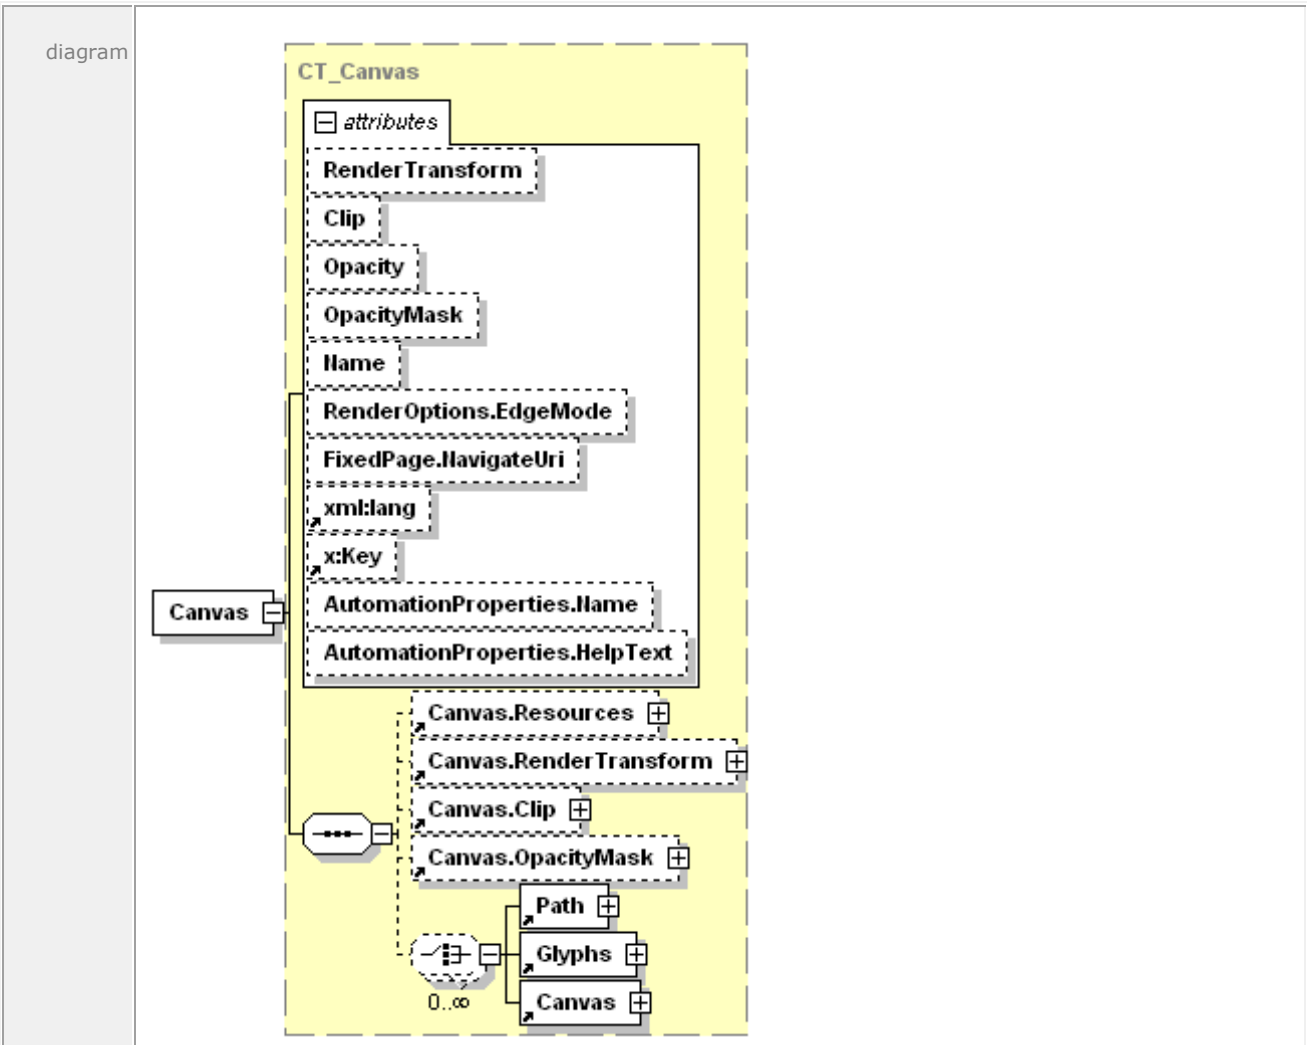 diagram
CT_Canvas
attributes
RenderTransform
Clip
Opacity
OpacityMask
Name
RenderOptions.EdgeMode
FixedPage.NavigateUri
xml:lang
x:Key
AutomationProperties.Name
Canvas
AutomationProperties.HelpText
Canvas.Resources
Canvas.RenderTransform
Canvas.Clip
Canvas.OpacityMask
Path
Glyphs
0..∞
Canvas